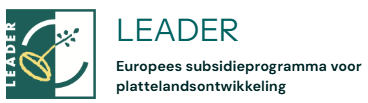 LEADER
LEADER
Europees subsidieprogramma voor
plattelandsontwikkeling